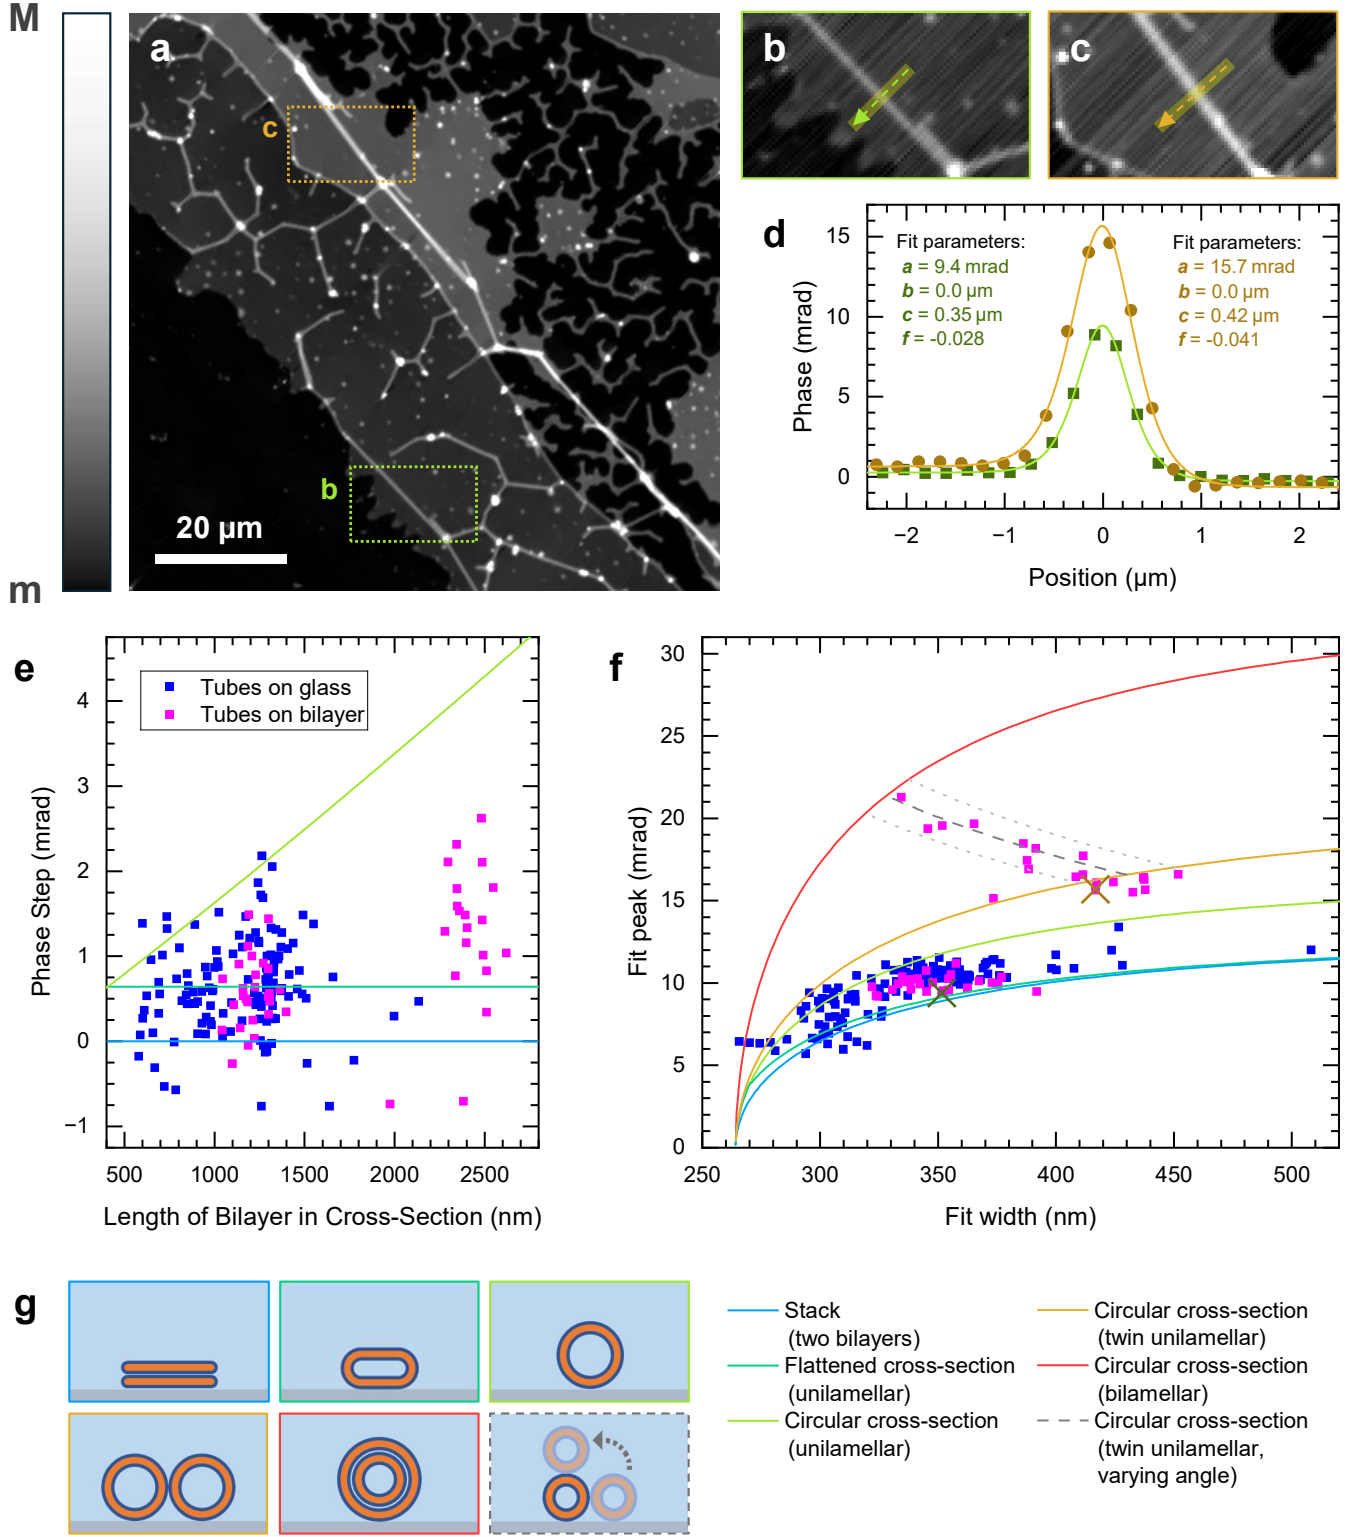 M
m
a
c
b
20 µm
b
c
d
Fit parameters:
a = 9.4 mrad
b = 0.0 µm
c = 0.35 µm
f = -0.028
Fit parameters:
a = 15.7 mrad
b = 0.0 µm
c = 0.42 µm
f = -0.041
Phase (mrad)
15
10
5
0
−2
−1
0
1
2
Position (µm)
e
Tubes on glass
Tubes on bilayer
Phase Step (mrad)
4
3
2
1
0
−1
500
1000
1500
2000
2500
Length of Bilayer in Cross-Section (nm)
f
Fit peak (mrad)
30
25
20
15
10
5
0
250
300
350
400
450
500
Fit width (nm)
g
Stack
(two bilayers)
Flattened cross-section
(unilamellar)
Circular cross-section
(unilamellar)
Circular cross-section
(twin unilamellar)
Circular cross-section
(bilamellar)
Circular cross-section
(twin unilamellar,
varying angle)